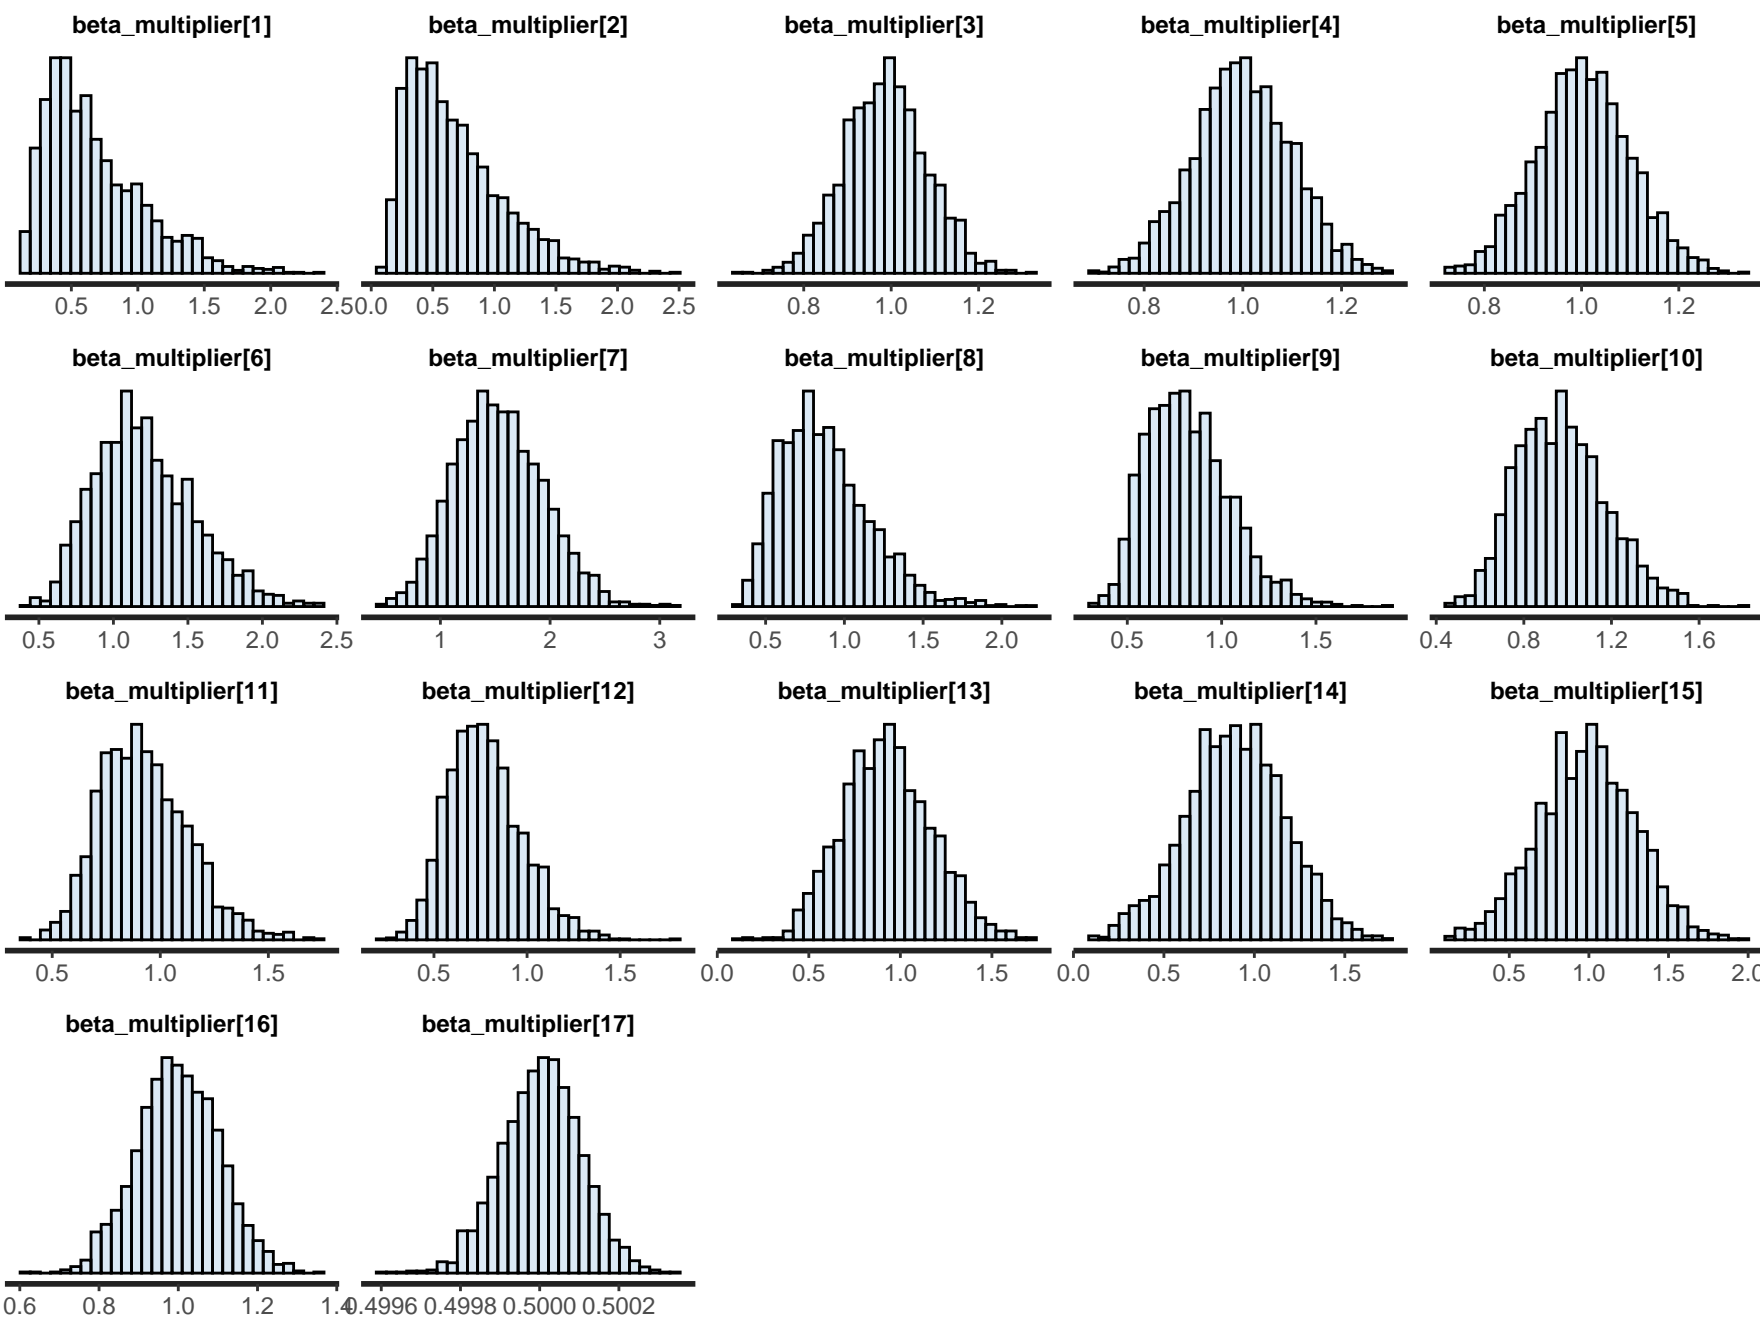 beta_multiplier[1] beta_multiplier[2] beta_multiplier[3] beta_multiplier[4] beta_multiplier[5]
0.5 1.0 1.5 2.0 2.5 0.0 0.5 1.0 1.5 2.0 2.5 0.8 1.0 1.2 0.8 1.0 1.2 0.8 1.0 1.2
beta_multiplier[6] beta_multiplier[7] beta_multiplier[8] beta_multiplier[9] beta_multiplier[10]
0.5 1.0 1.5 2.0 2.5 1 2 3 0.5 1.0 1.5 2.0 0.5 1.0 1.5 0.4 0.8 1.2 1.6
beta_multiplier[11] beta_multiplier[12] beta_multiplier[13] beta_multiplier[14] beta_multiplier[15]
0.5 1.0 1.5 0.5 1.0 1.5 0.0 0.5 1.0 1.5 0.0 0.5 1.0 1.5 0.5 1.0 1.5 2.0
beta_multiplier[16] beta_multiplier[17]
0.6 0.8 1.0 1.2 1.4 0.4996 0.4998 0.5000 0.5002